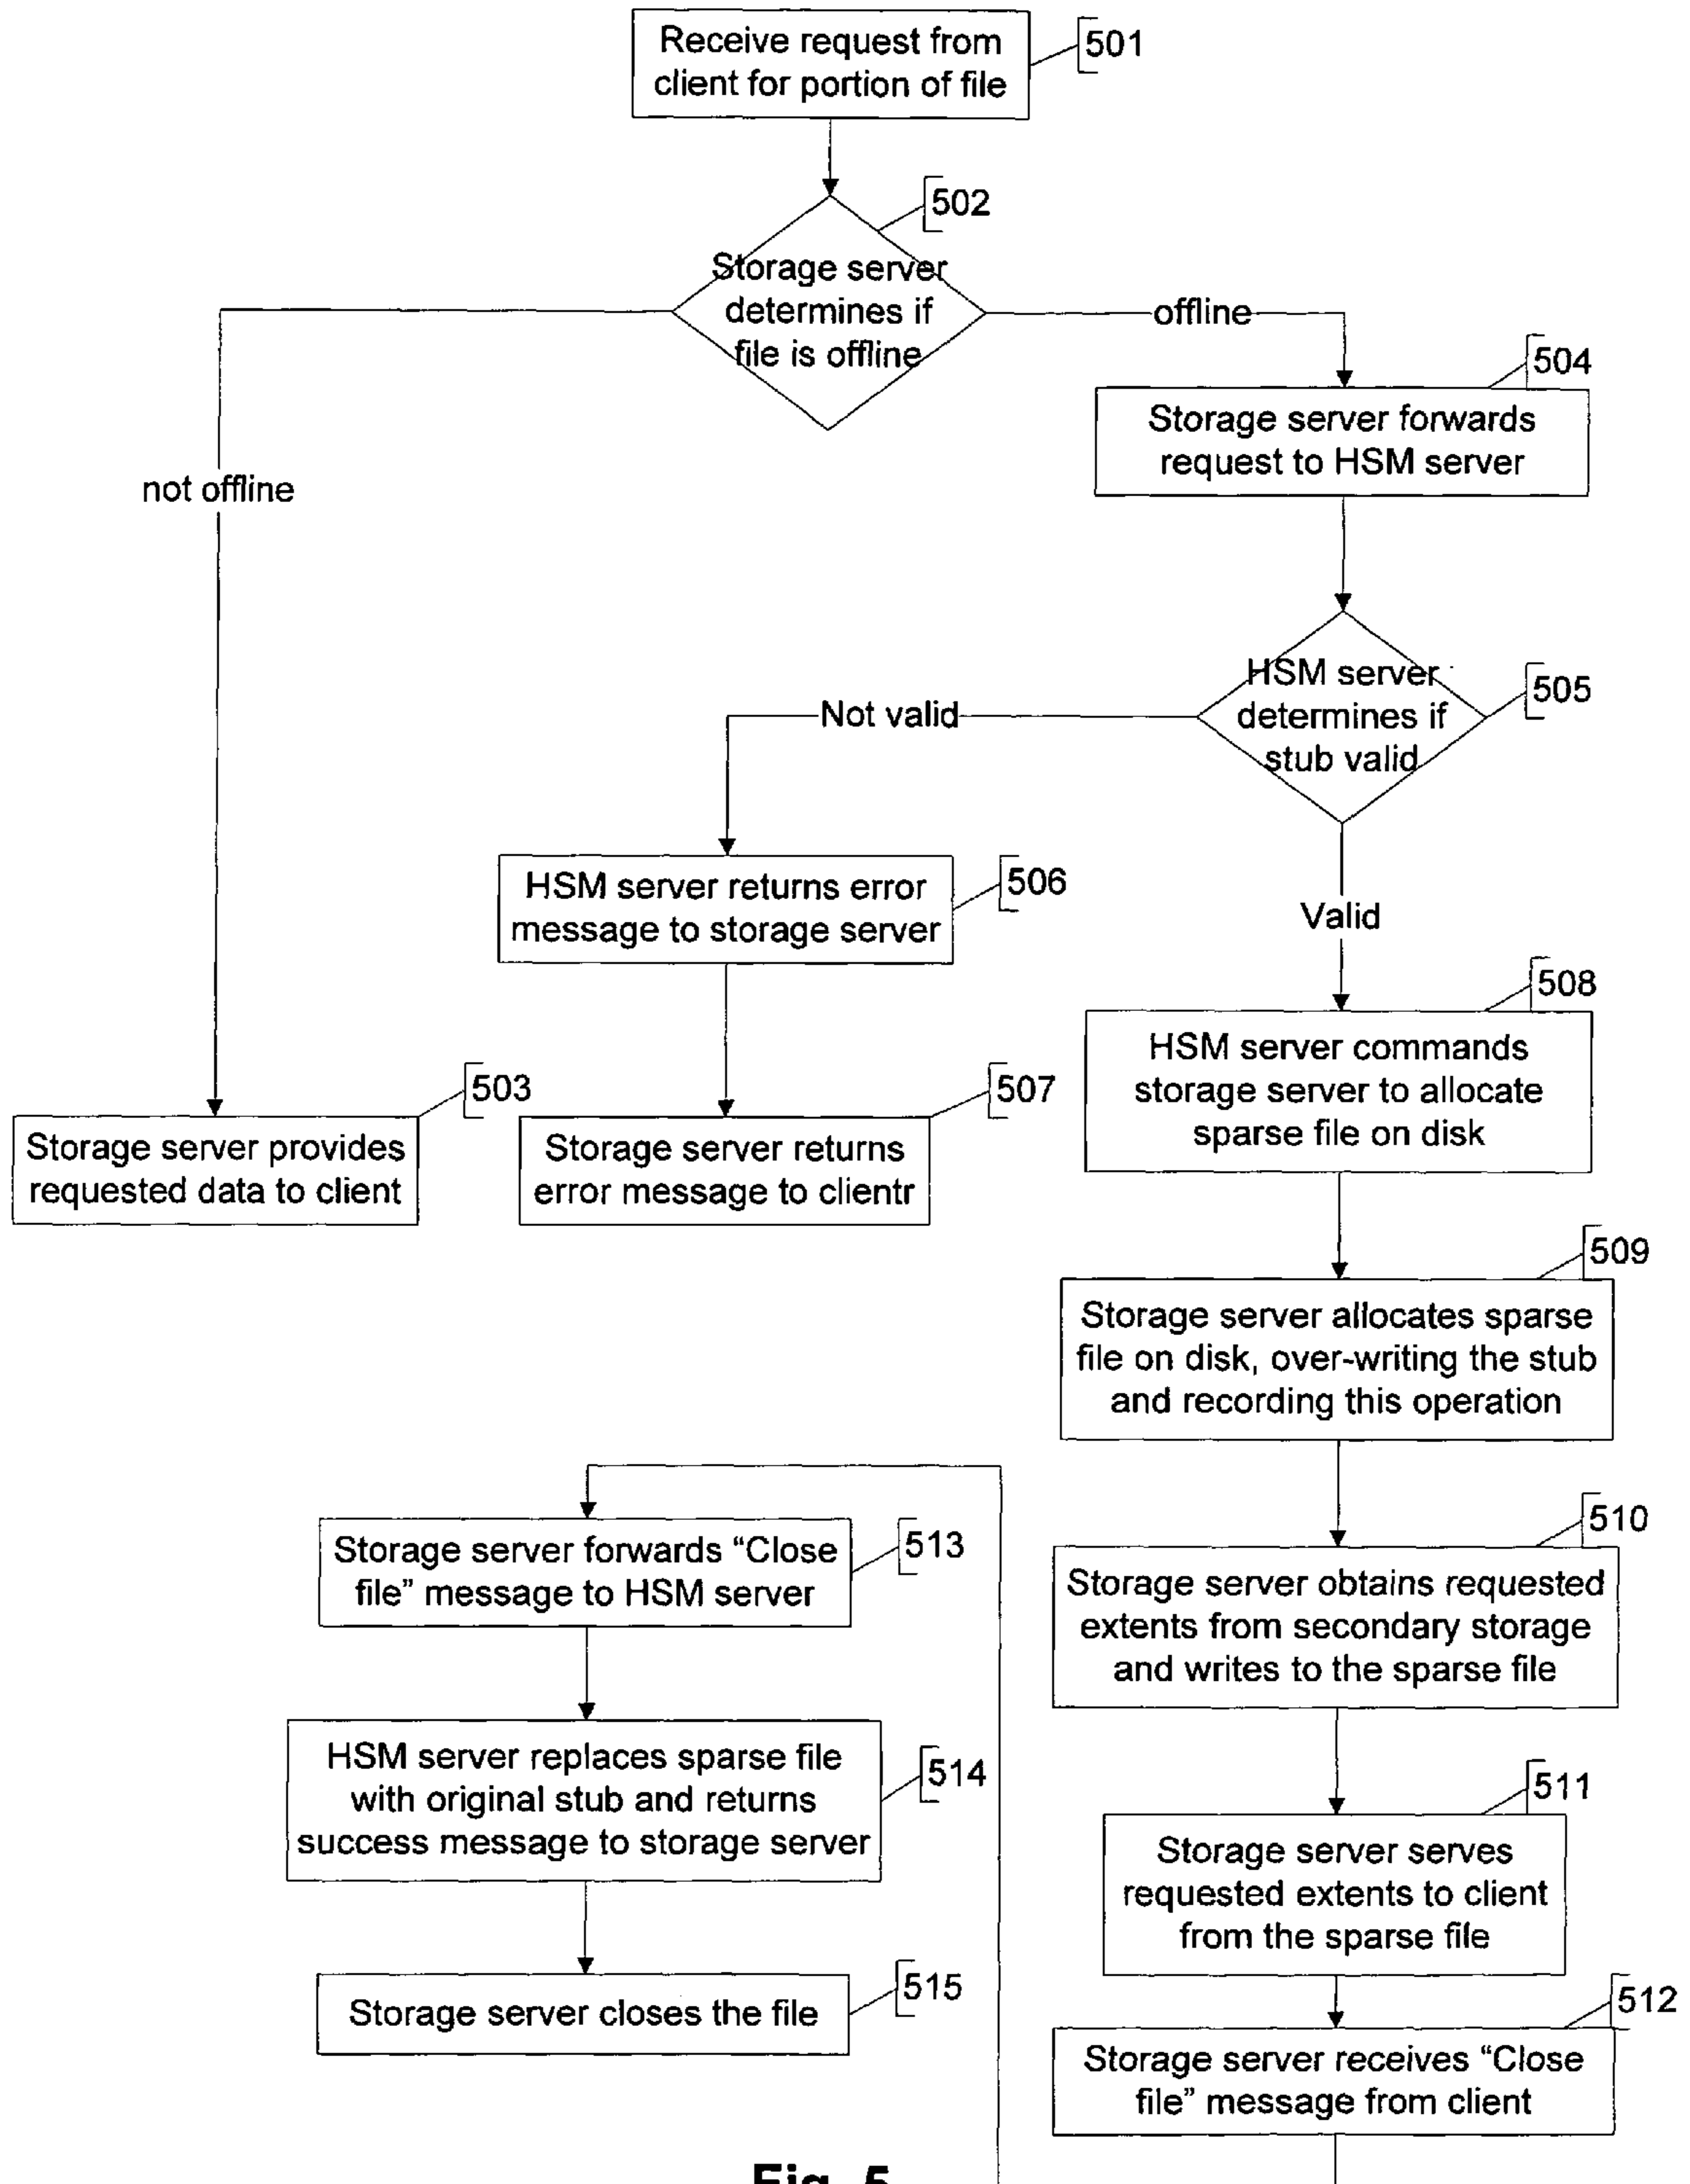 Receive request from
client for portion of file
501
502
Storage server
determines if
file is offline
offline
not offline
504
Storage server forwards
request to HSM server
HSM server
determines if
stub valid
505
Not valid
Valid
HSM server returns error
message to storage server
506
508
HSM server commands
storage server to allocate
sparse file on disk
503
Storage server provides
requested data to client
507
Storage server returns
error message to clientr
509
Storage server allocates sparse
file on disk, over-writing the stub
and recording this operation
510
Storage server obtains requested
extents from secondary storage
and writes to the sparse file
511
Storage server serves
requested extents to client
from the sparse file
512
Storage server receives “Close
file” message from client
Storage server forwards “Close
file” message to HSM server
513
HSM server replaces sparse file
with original stub and returns
success message to storage server
514
Storage server closes the file
515
Fig. 5